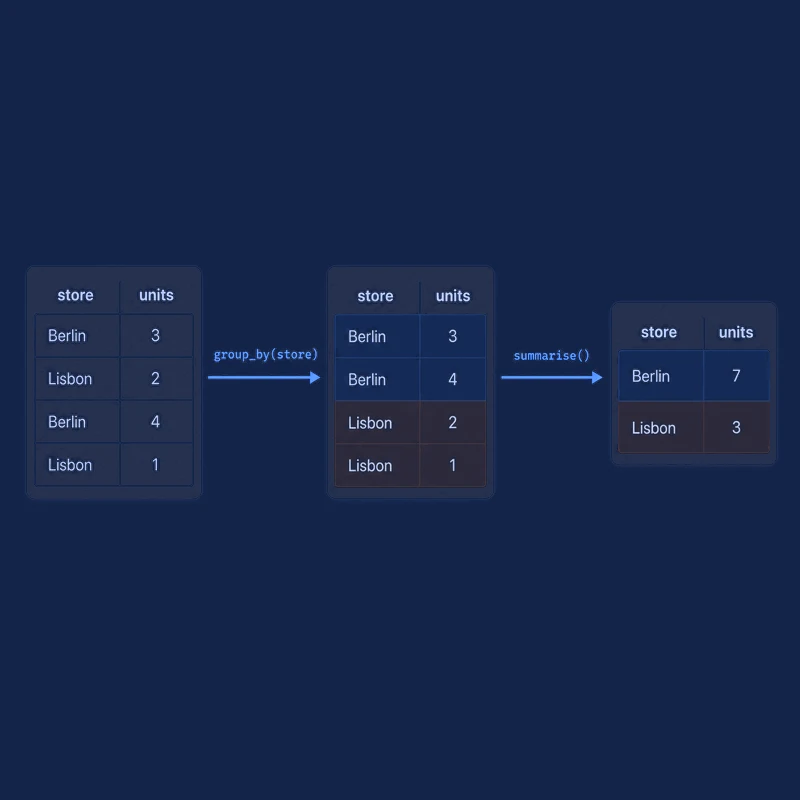 store units
Berlin 3
Lisbon 2
Berlin 4
Lisbon 1
group_by(store)
store units
Berlin 3
Berlin 4
Lisbon 2
Lisbon 1
summarise()
store units
Berlin 7
Lisbon 3